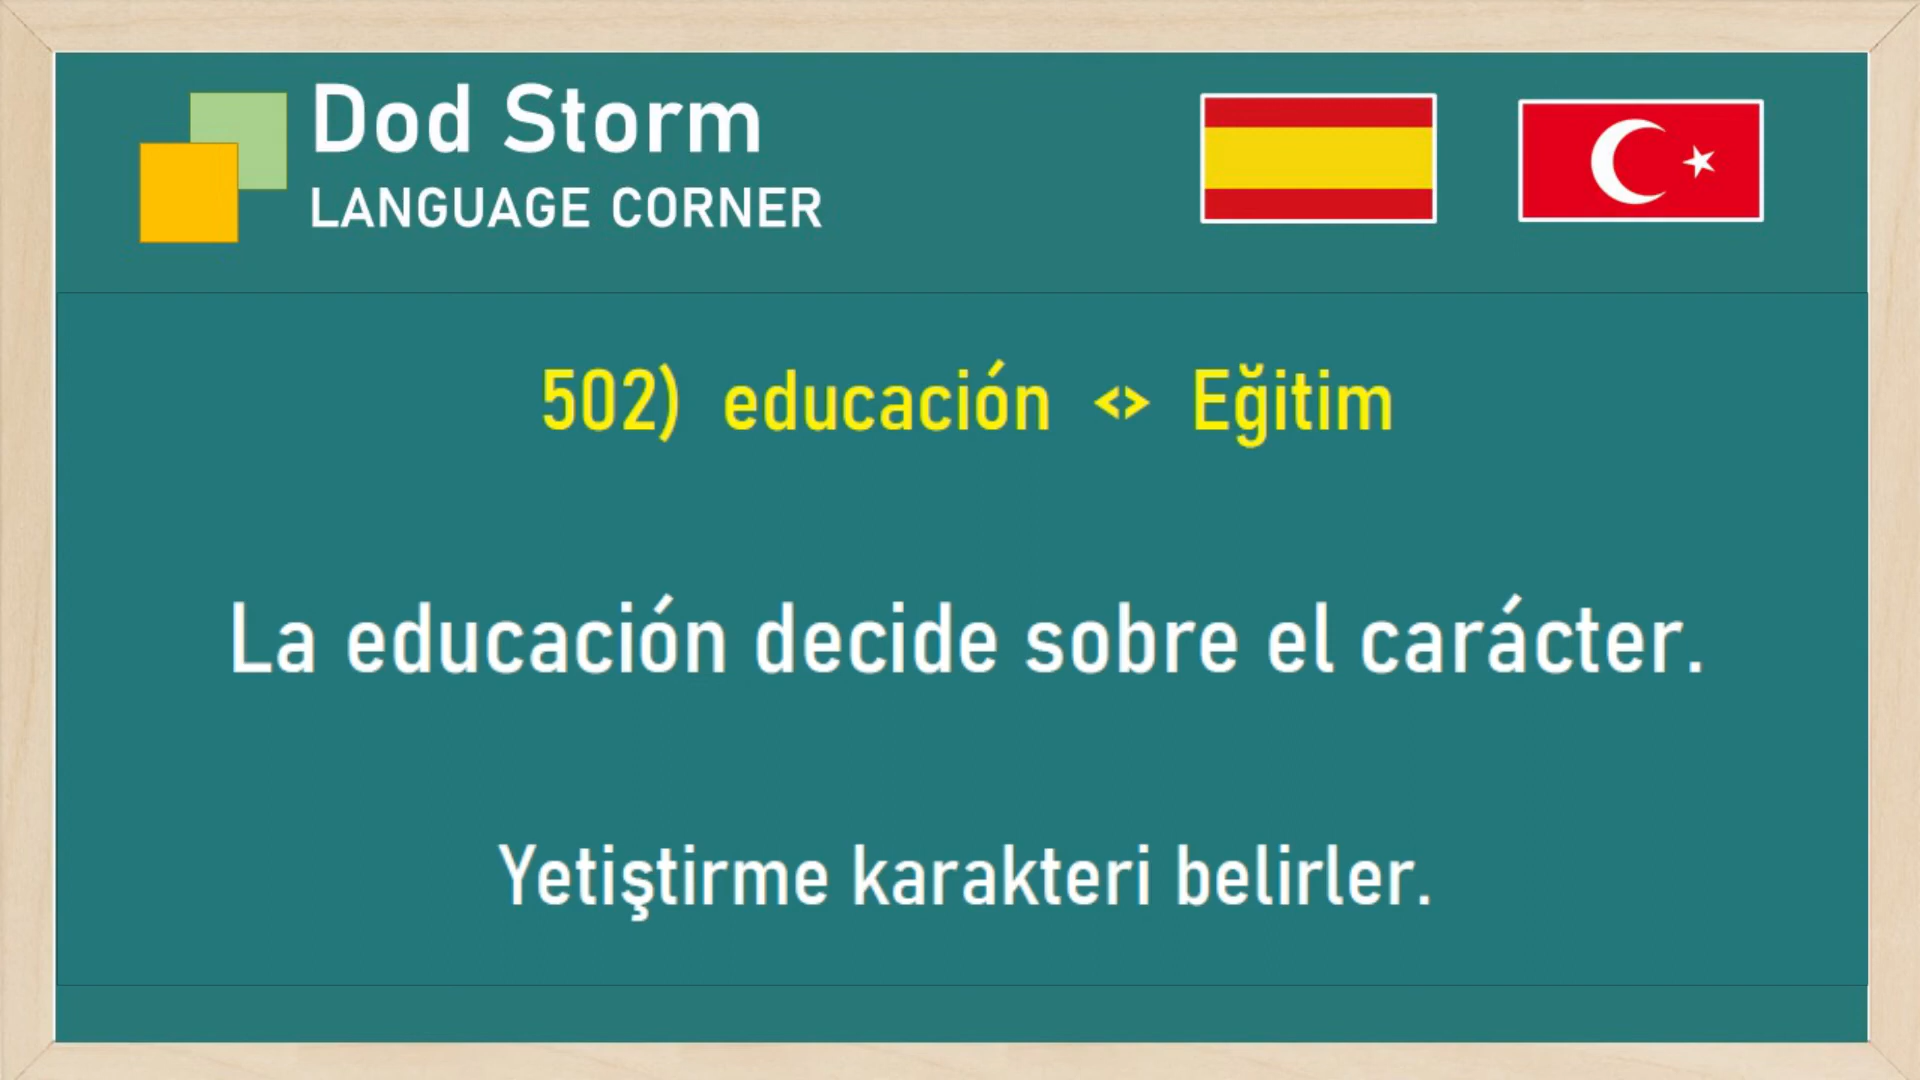 Dod Storm
LANGUAGE CORNER
502) educación <> Eğitim
La educación decide sobre el carácter.
Yetiştirme karakteri belirler.